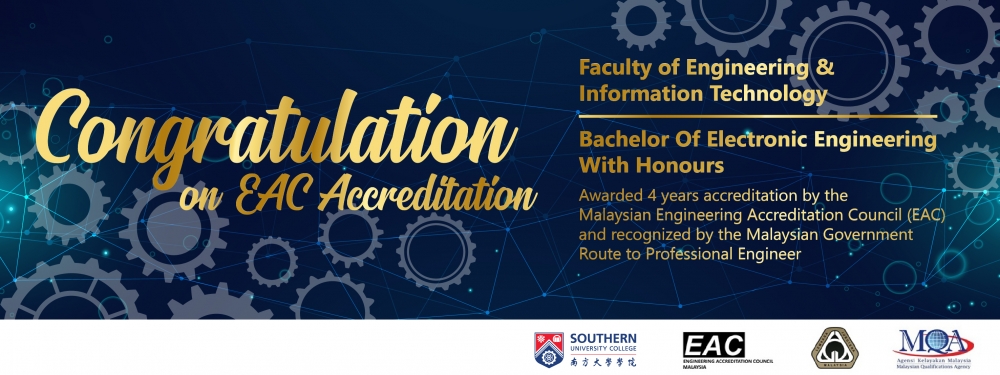 Congratulation
on EAC Accreditation
Faculty of Engineering &
Information Technology
Bachelor Of Electronic Engineering
With Honours
Awarded 4 years accreditation by the
Malaysian Engineering Accreditation Council (EAC)
and recognized by the Malaysian Government
Route to Professional Engineer
SOUTHERN
UNIVERSITY COLLEGE
南方大學學院
EAC
ENGINEERING ACCREDITATION COUNCIL
MALAYSIA
MQA
Agensi Kelayakan Malaysia
Malaysian Qualifications Agency